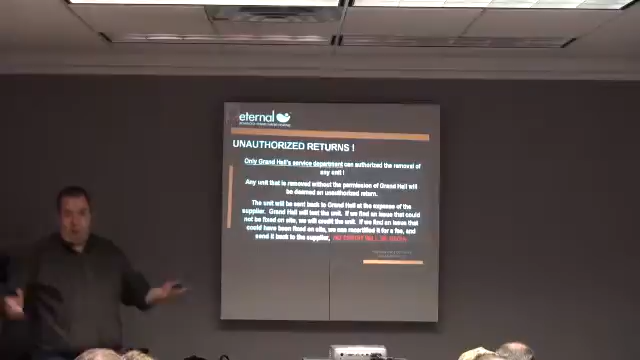 eternal
UNAUTHORIZED RETURNS !
Only Grand Hall's service department can authorized the removal of
any unit !
Any unit that is removed without the permission of Grand Hall will
be deemed an unauthorized return.
The unit will be sent back to Grand Hall at the expense of the
supplier. Grand Hall will test the unit. If we find an issue that could
not be fixed on site, we will credit the unit. If we find an issue that
could have been fixed on site, we can recertified it for a fee, and
send it back to the supplier,